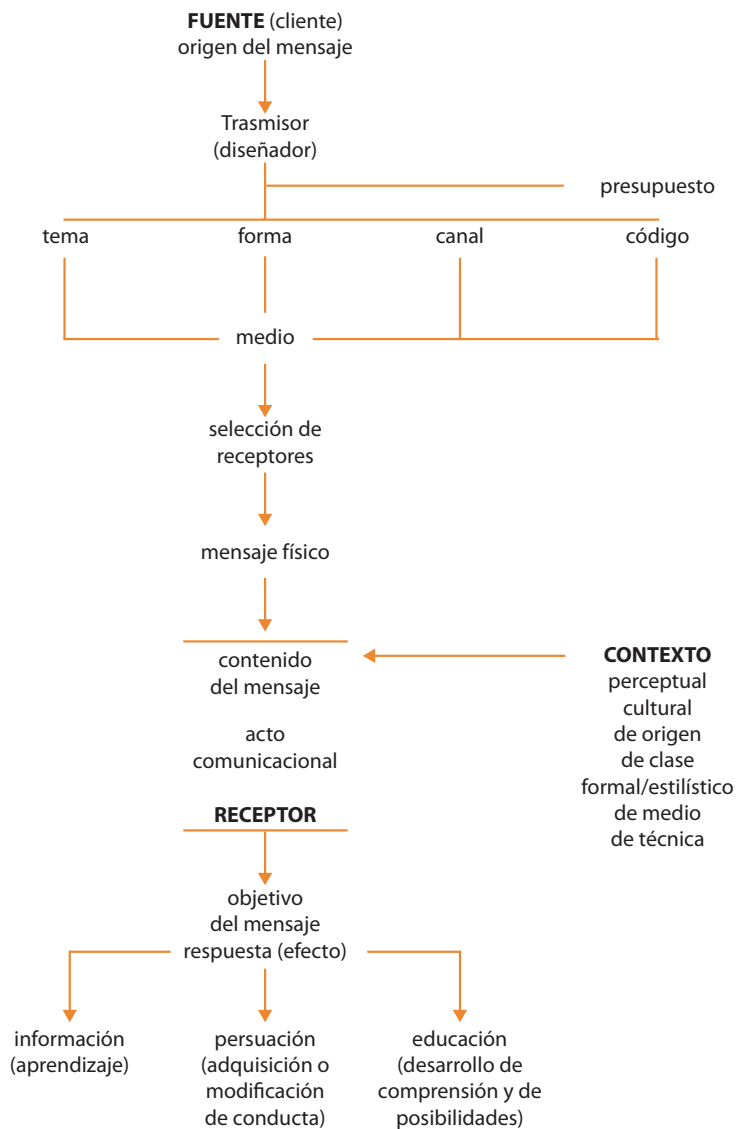 FUENTE (cliente)
origen del mensaje
Trasmisor
(diseñador)
presupuesto
tema
forma
canal
código
medio
selección de
receptores
mensaje físico
contenido
del mensaje
CONTEXTO
perceptual
cultural
de origen
de clase
formal/estilístico
de medio
de técnica
acto
comunicacional
RECEPTOR
objetivo
del mensaje
respuesta (efecto)
información
(aprendizaje)
persuación
(adquisición o
modificación
de conducta)
educación
(desarrollo de
comprensión y de
posibilidades)